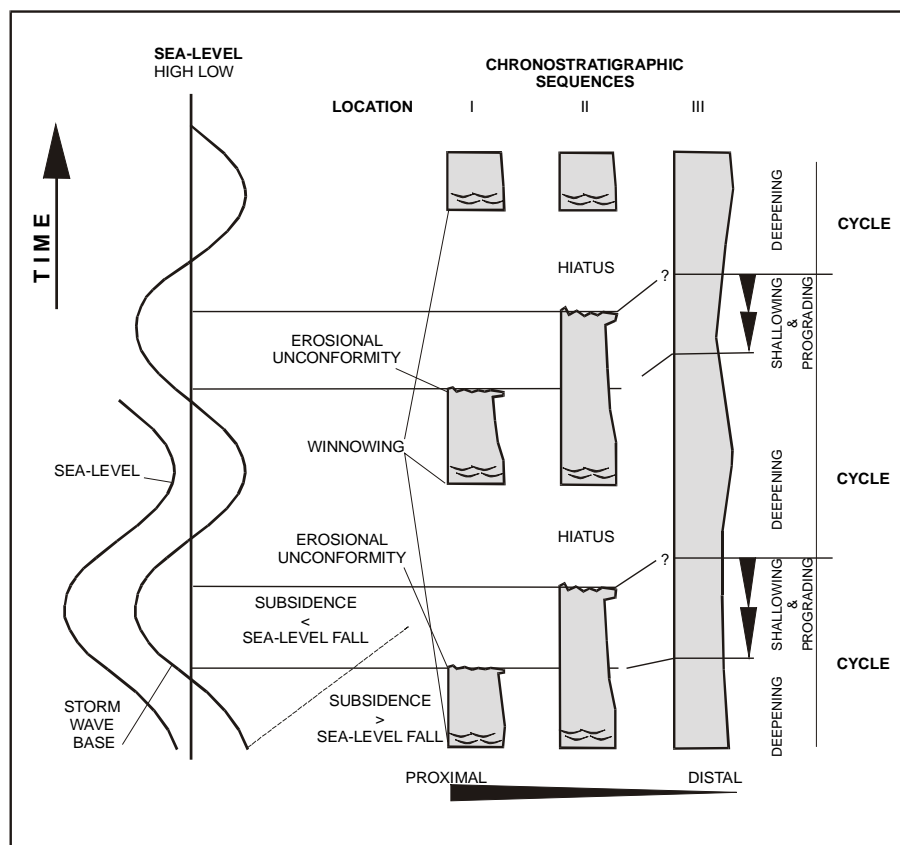 SEA-LEVEL
HIGH LOW
CHRONOSTRATIGRAPHIC
SEQUENCES
LOCATION I II III
TIME
DEEPENING
CYCLE
HIATUS
?
SHALLOWING
&
PROGRADING
EROSIONAL
UNCONFORMITY
WINNOWING
SEA-LEVEL
DEEPENING
CYCLE
EROSIONAL
UNCONFORMITY
HIATUS
?
SHALLOWING
&
PROGRADING
SUBSIDENCE
<
SEA-LEVEL FALL
CYCLE
STORM
WAVE
BASE
SUBSIDENCE
>
SEA-LEVEL FALL
DEEPENING
PROXIMAL DISTAL